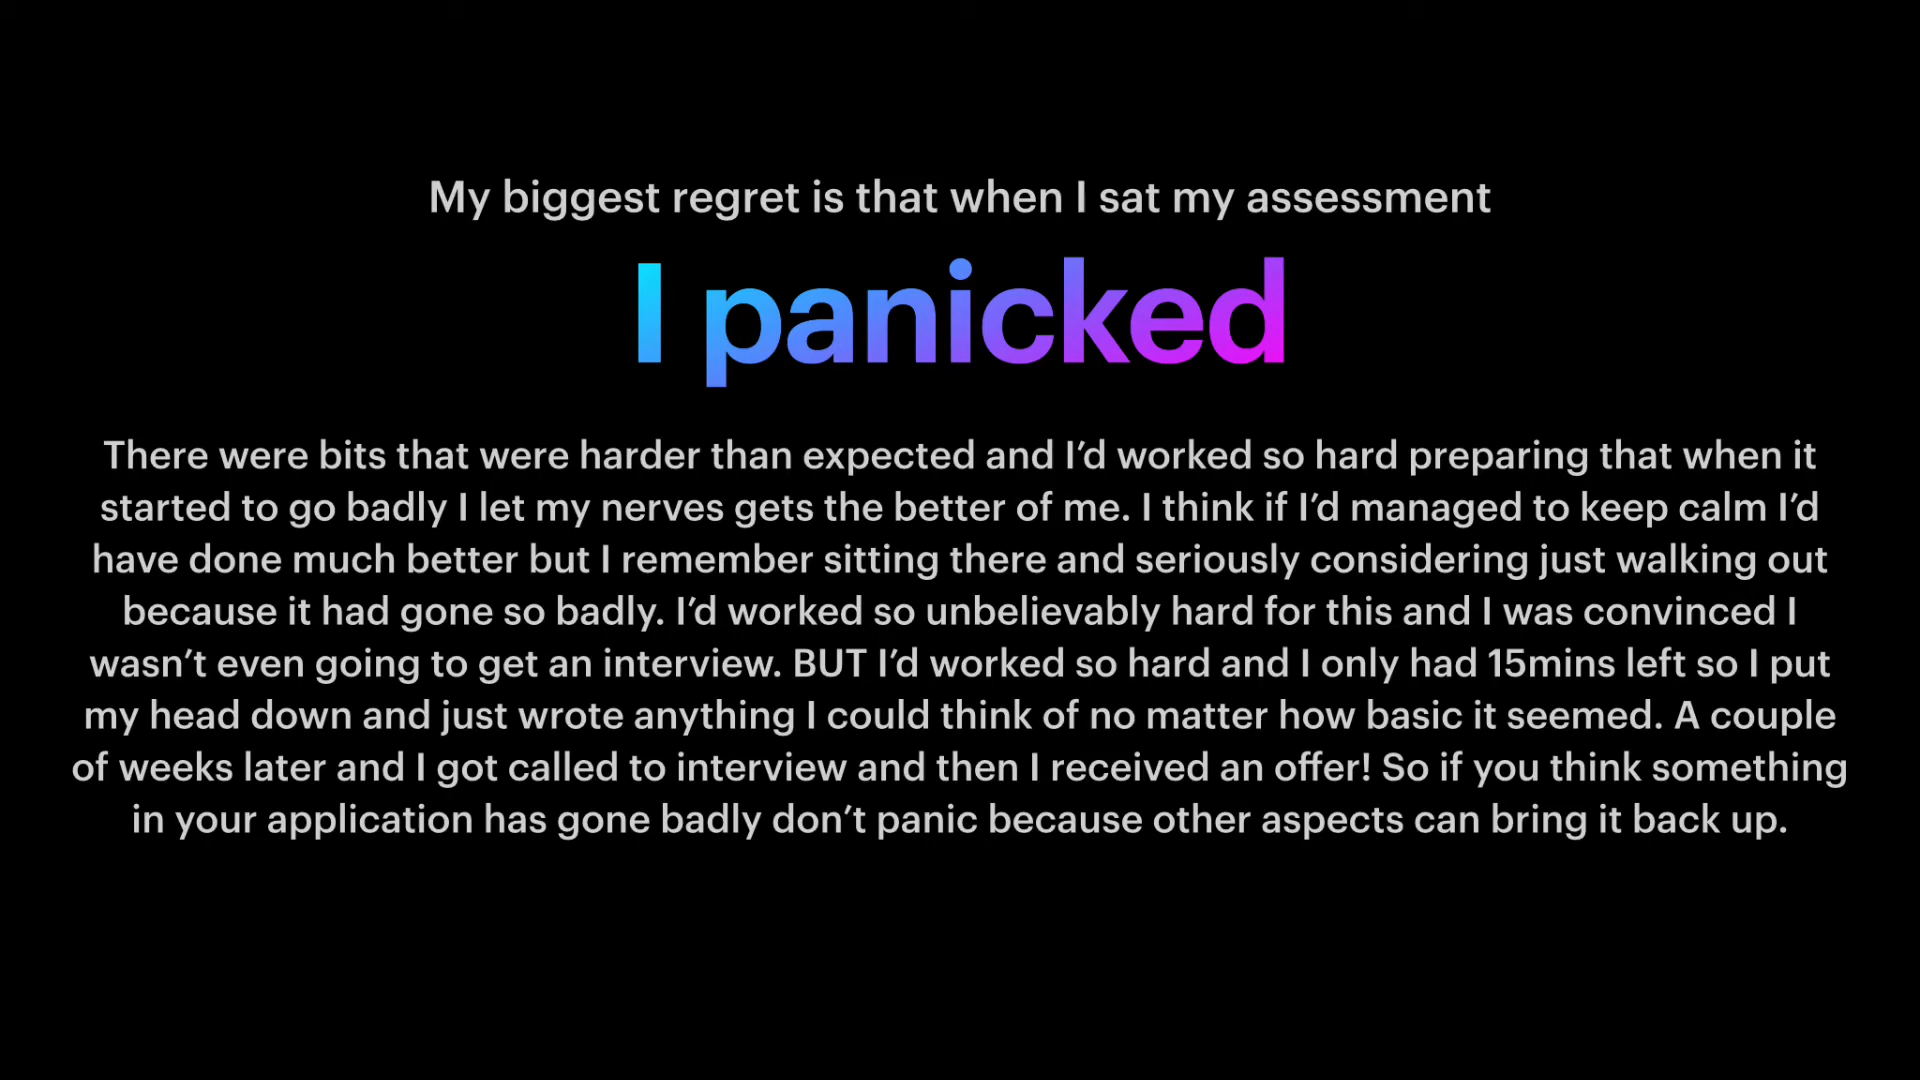 My biggest regret is that when I sat my assessment
I panicked
There were bits that were harder than expected and I’d worked so hard preparing that when it
started to go badly I let my nerves gets the better of me. I think if I’d managed to keep calm I’d
have done much better but I remember sitting there and seriously considering just walking out
because it had gone so badly. I’d worked so unbelievably hard for this and I was convinced I
wasn’t even going to get an interview. BUT I’d worked so hard and I only had 15mins left so I put
my head down and just wrote anything I could think of no matter how basic it seemed. A couple
of weeks later and I got called to interview and then I received an offer! So if you think something
in your application has gone badly don’t panic because other aspects can bring it back up.